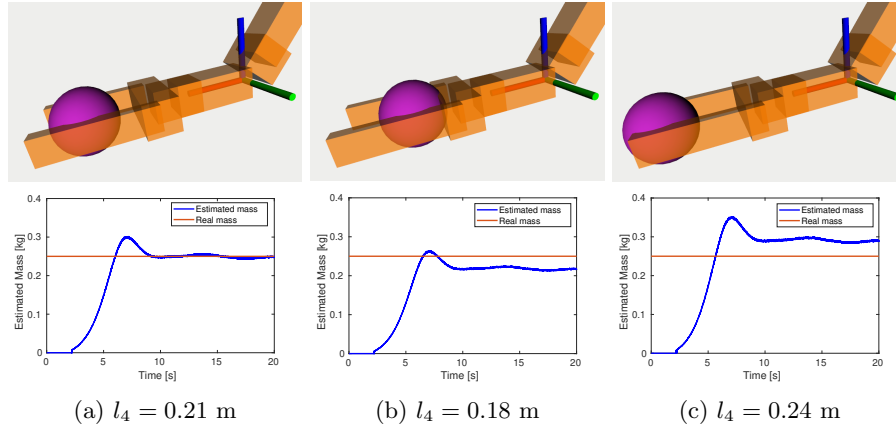 0.4
0.3
0.2
0.1
0
Estimated Mass [kg]
Estimated mass
Real mass
0 5 10 15 20
Time [s]
0.4
0.3
0.2
0.1
0
Estimated Mass [kg]
Estimated mass
Real mass
0 5 10 15 20
Time [s]
0.4
0.3
0.2
0.1
0
Estimated Mass [kg]
Estimated mass
Real mass
0 5 10 15 20
Time [s]
(a) l₄ = 0.21 m
(b) l₄ = 0.18 m
(c) l₄ = 0.24 m